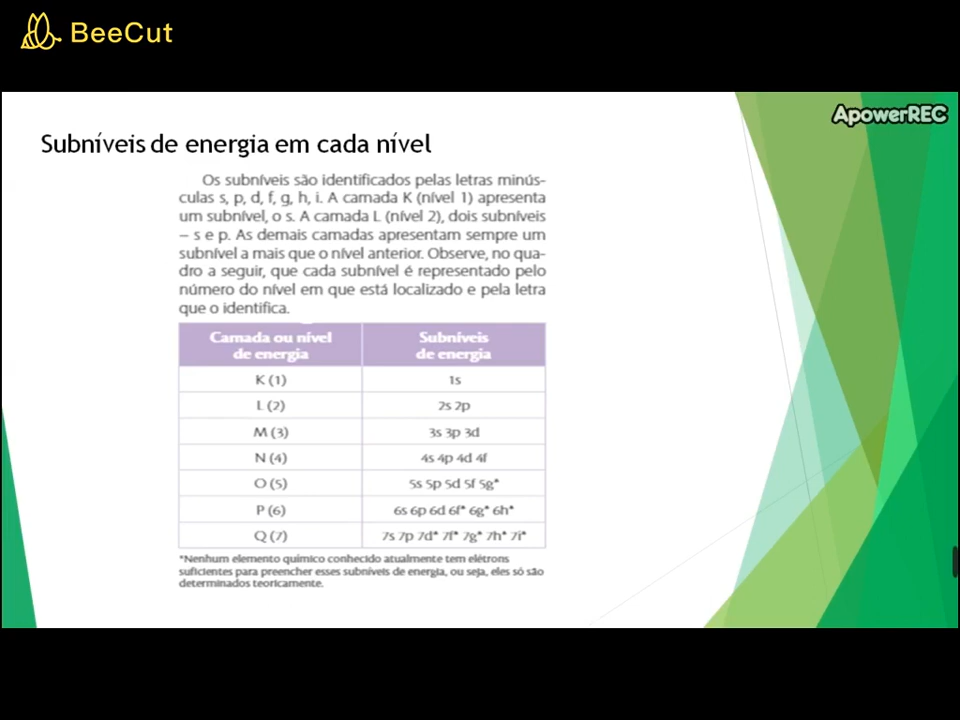 BeeCut
ApowerREC
Subníveis de energia em cada nível
Os subníveis são identificados pelas letras minús-
culas s, p, d, f, g, h, i. A camada K (nível 1) apresenta
um subnível, o s. A camada L (nível 2), dois subníveis
– s e p. As demais camadas apresentam sempre um
subnível a mais que o nível anterior. Observe, no qua-
dro a seguir, que cada subnível é representado pelo
número do nível em que está localizado e pela letra
que o identifica.
Camada ou nível de energia Subníveis de energia
K (1) 1s
L (2) 2s 2p
M (3) 3s 3p 3d
N (4) 4s 4p 4d 4f
O (5) 5s 5p 5d 5f 5g*
P (6) 6s 6p 6d 6f* 6g* 6h*
Q (7) 7s 7p 7d* 7f* 7g* 7h* 7i*
*Nenhum elemento químico conhecido atualmente tem elétrons
suficientes para preencher esses subníveis de energia, ou seja, eles só são
determinados teoricamente.